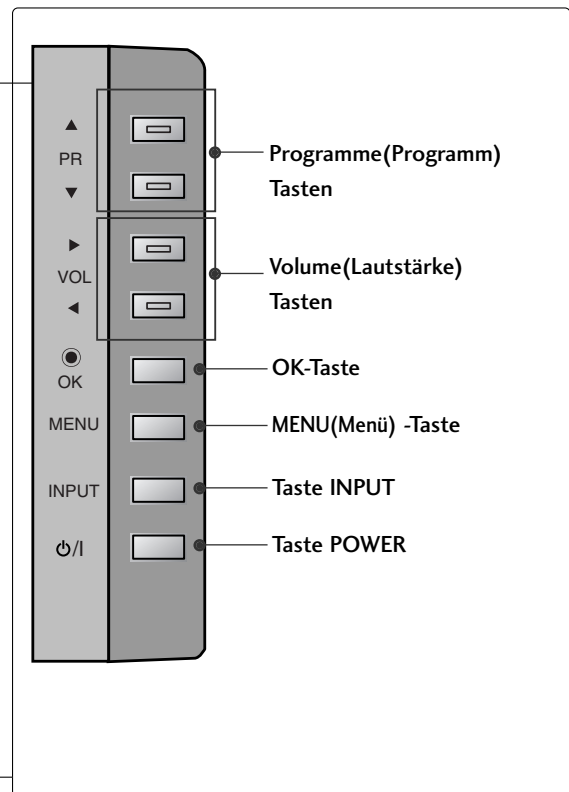 ▲
PR
▼
Programme(Programm)
Tasten
►
VOL
◄
Volume(Lautstärke)
Tasten
OK
OK-Taste
MENU
MENU(Menü) -Taste
INPUT
Taste INPUT
⏻/I
Taste POWER